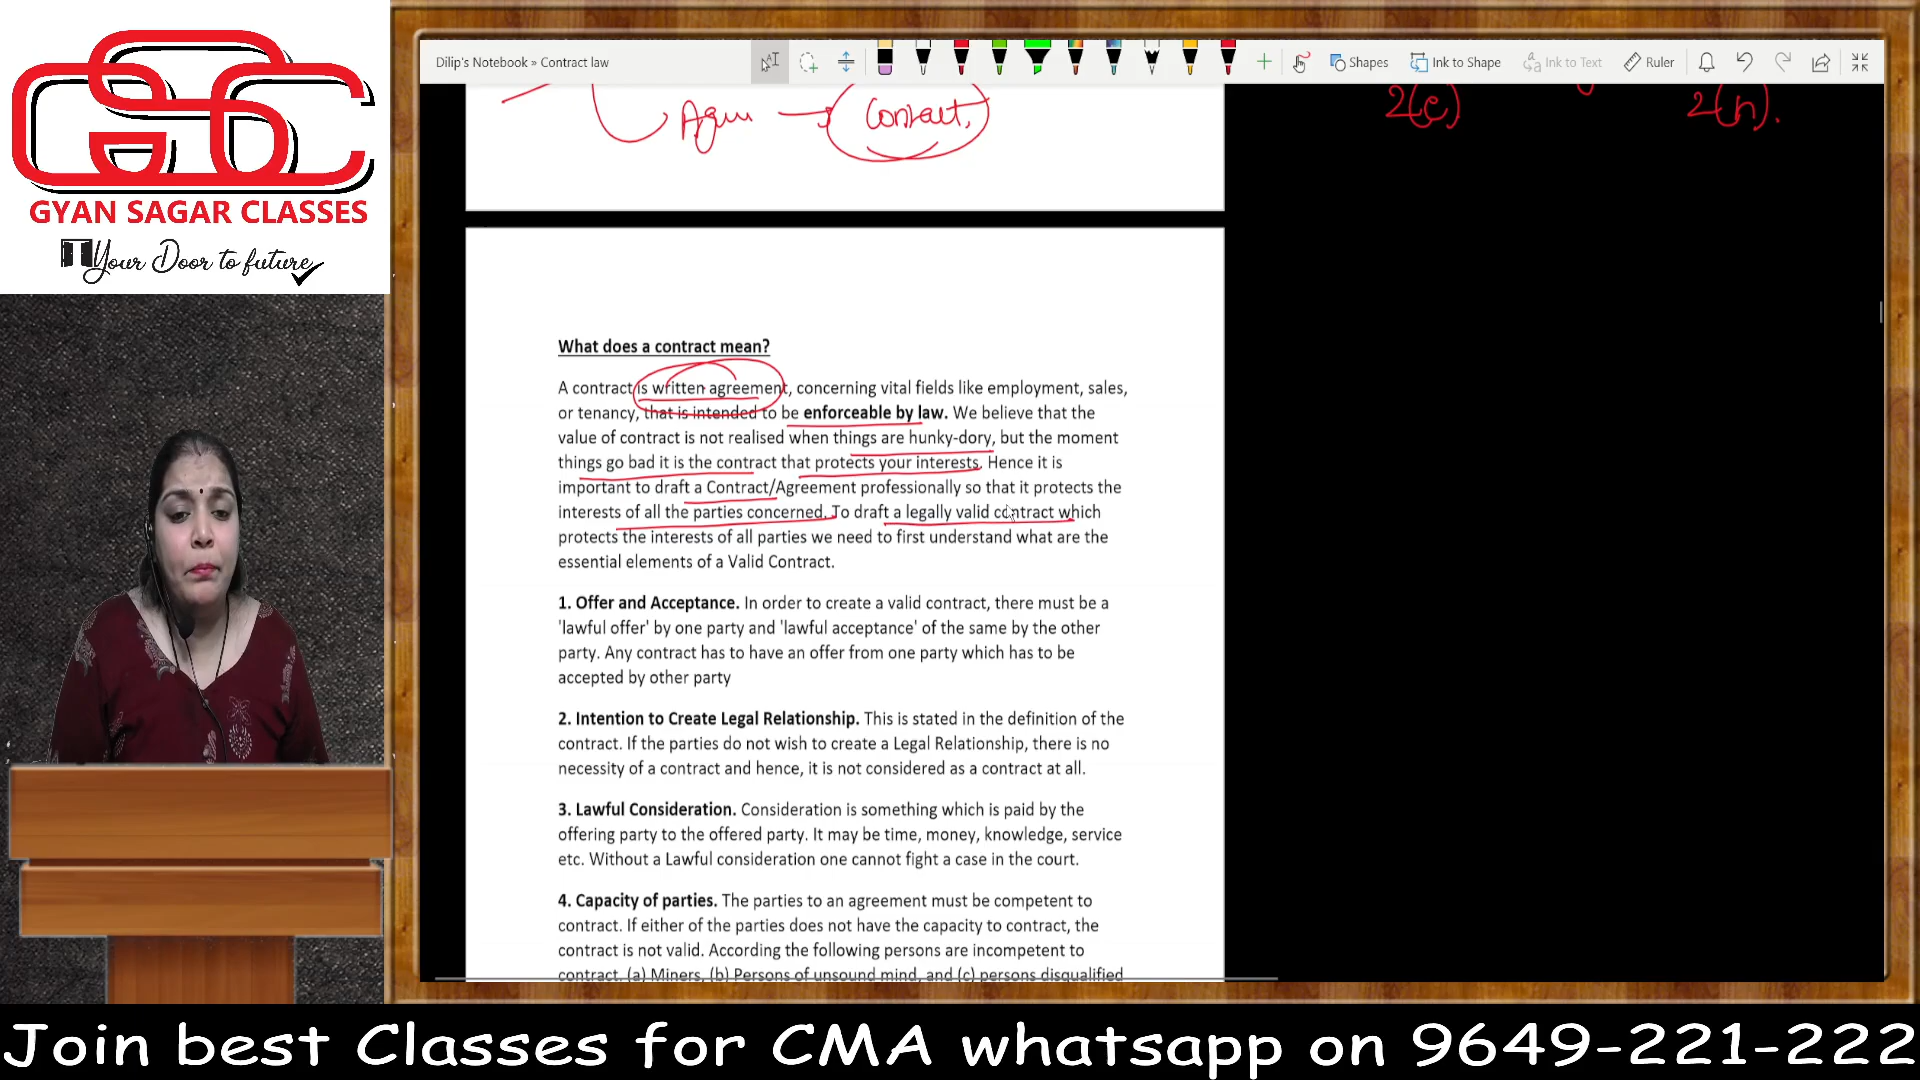 GSC
GYAN SAGAR CLASSES
Your Door to future
Dilip's Notebook » Contract law
Shapes
Ink to Shape
Ink to Text
Ruler
Agm → Contract,
2(e)
2(h).
What does a contract mean?
A contract is written agreement, concerning vital fields like employment, sales,
or tenancy, that is intended to be enforceable by law. We believe that the
value of contract is not realised when things are hunky-dory, but the moment
things go bad it is the contract that protects your interests. Hence it is
important to draft a Contract/Agreement professionally so that it protects the
interests of all the parties concerned. To draft a legally valid contract which
protects the interests of all parties we need to first understand what are the
essential elements of a Valid Contract.
1. Offer and Acceptance. In order to create a valid contract, there must be a
'lawful offer' by one party and 'lawful acceptance' of the same by the other
party. Any contract has to have an offer from one party which has to be
accepted by other party
2. Intention to Create Legal Relationship. This is stated in the definition of the
contract. If the parties do not wish to create a Legal Relationship, there is no
necessity of a contract and hence, it is not considered as a contract at all.
3. Lawful Consideration. Consideration is something which is paid by the
offering party to the offered party. It may be time, money, knowledge, service
etc. Without a Lawful consideration one cannot fight a case in the court.
4. Capacity of parties. The parties to an agreement must be competent to
contract. If either of the parties does not have the capacity to contract, the
contract is not valid. According the following persons are incompetent to
contract. (a) Miners, (b) Persons of unsound mind, and (c) persons disqualified
Join best Classes for CMA whatsapp on 9649-221-222